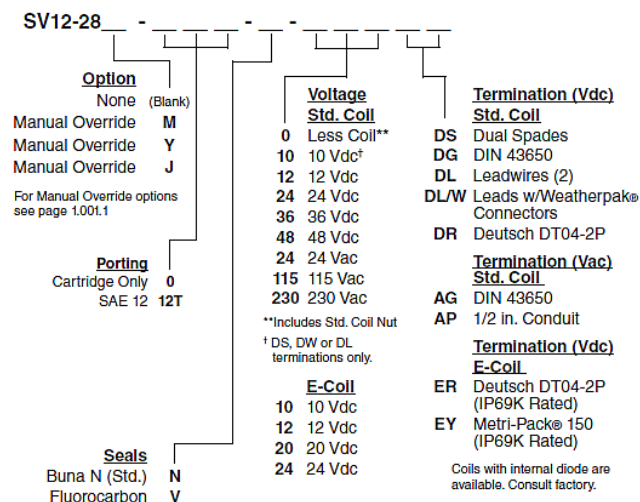 SV12-28__ - __ __ __ - __ - __ __ __ __ __
Option
None (Blank)
Manual Override M
Manual Override Y
Manual Override J
For Manual Override options
see page 1.001.1
Porting
Cartridge Only 0
SAE 12 12T
Seals
Buna N (Std.) N
Fluorocarbon V
Voltage
Std. Coil
0 Less Coil**
10 10 Vdc†
12 12 Vdc
24 24 Vdc
36 36 Vdc
48 48 Vdc
24 24 Vac
115 115 Vac
230 230 Vac
**Includes Std. Coil Nut
† DS, DW or DL
terminations only.
E-Coil
10 10 Vdc
12 12 Vdc
20 20 Vdc
24 24 Vdc
Termination (Vdc)
Std. Coil
DS Dual Spades
DG DIN 43650
DL Leadwires (2)
DL/W Leads w/Weatherpak®
Connectors
DR Deutsch DT04-2P
Termination (Vac)
Std. Coil
AG DIN 43650
AP 1/2 in. Conduit
Termination (Vdc)
E-Coil
ER Deutsch DT04-2P
(IP69K Rated)
EY Metri-Pack® 150
(IP69K Rated)
Coils with internal diode are
available. Consult factory.